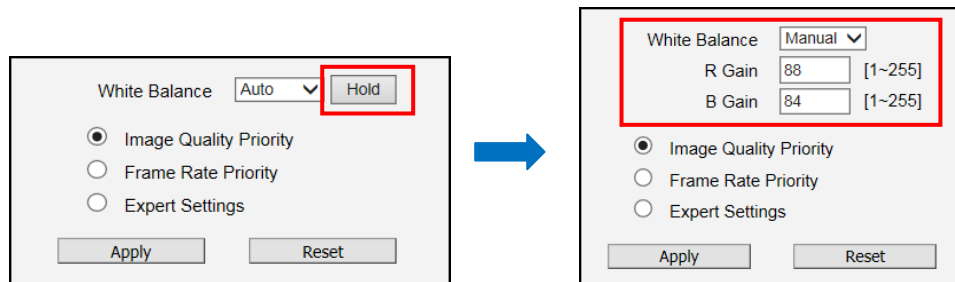 White Balance Auto Hold
Image Quality Priority
Frame Rate Priority
Expert Settings
Apply Reset
White Balance Manual
R Gain 88 [1~255]
B Gain 84 [1~255]
Image Quality Priority
Frame Rate Priority
Expert Settings
Apply Reset